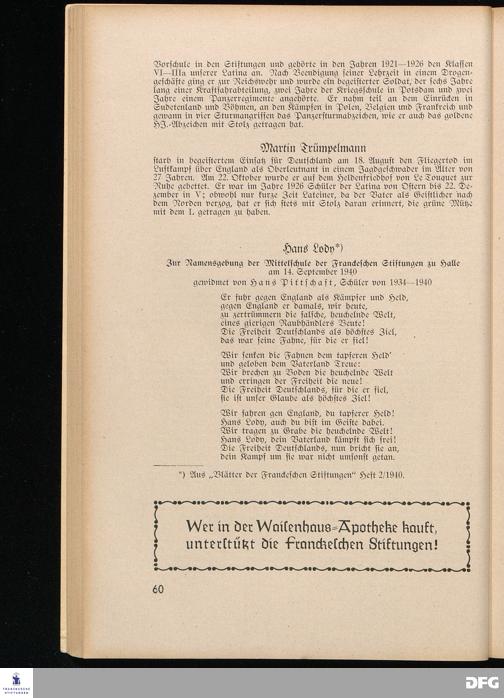 Vorschule in den Stiftungen und gehörte in den Jahren 1921—1926 den Klassen
VI—IIIa unserer Latina an. Nach Beendigung seiner Lehrzeit in einem Drogen-
geschäfte ging er zur Reichswehr und wurde ein begeisterter Soldat, der sechs Jahre
lang einer Kraftfahrabteilung, zwei Jahre der Kriegsschule in Potsdam und zwei
Jahre einem Panzerregimente angehörte. Er nahm teil an dem Einrücken in
Sudetenland und Böhmen, an den Kämpfen in Polen, Belgien und Frankreich und
gewann in vier Sturmangriffen das Panzersturmabzeichen, wie er auch das goldene
HJ.-Abzeichen mit Stolz getragen hat.
Martin Trümpelmann
starb in begeistertem Einsatz für Deutschland am 18. August den Fliegertod im
Luftkampf über England als Oberleutnant in einem Jagdgeschwader im Alter von
27 Jahren. Am 22. Oktober wurde er auf dem Heldenfriedhof von Le Touquet zur
Ruhe gebettet. Er war im Jahre 1926 Schüler der Latina von Ostern bis 22. De-
zember in V; obwohl nur kurze Zeit Lateiner, da der Vater als Geistlicher nach
dem Norden verzog, hat er sich stets mit Stolz daran erinnert, die grüne Mütze
mit dem L getragen zu haben.
Hans Lody*)
Zur Namensgebung der Mittelschule der Franckeschen Stiftungen zu Halle
am 14. September 1940
gewidmet von Hans Pittschaft, Schüler von 1934—1940
Er fuhr gegen England als Kämpfer und Held,
gegen England er damals, wir heute,
zu zertrümmern die falsche, heuchelnde Welt,
eines gierigen Raubhändlers Beute!
Die Freiheit Deutschlands als höchstes Ziel,
das war seine Fahne, für die er fiel!
Wir senken die Fahnen dem tapferen Held'
und geloben dem Vaterland Treue:
Wir brechen zu Boden die heuchelnde Welt
und erringen der Freiheit die neue!
Die Freiheit Deutschlands, für die er fiel,
sie ist unser Glaube als höchstes Ziel!
Wir fahren gen England, du tapferer Held!
Hans Lody, auch du bist im Geiste dabei.
Wir tragen zu Grabe die heuchelnde Welt!
Hans Lody, dein Vaterland kämpft sich frei!
Die Freiheit Deutschlands, nun bricht sie an,
dein Kampf um sie war nicht umsonst getan.
*) Aus „Blätter der Franckeschen Stiftungen“ Heft 2/1940.
Wer in der Waisenhaus-Apotheke kauft,
unterstützt die Franckeschen Stiftungen!
60
FRANCKESCHE
STIFTUNGEN
DFG